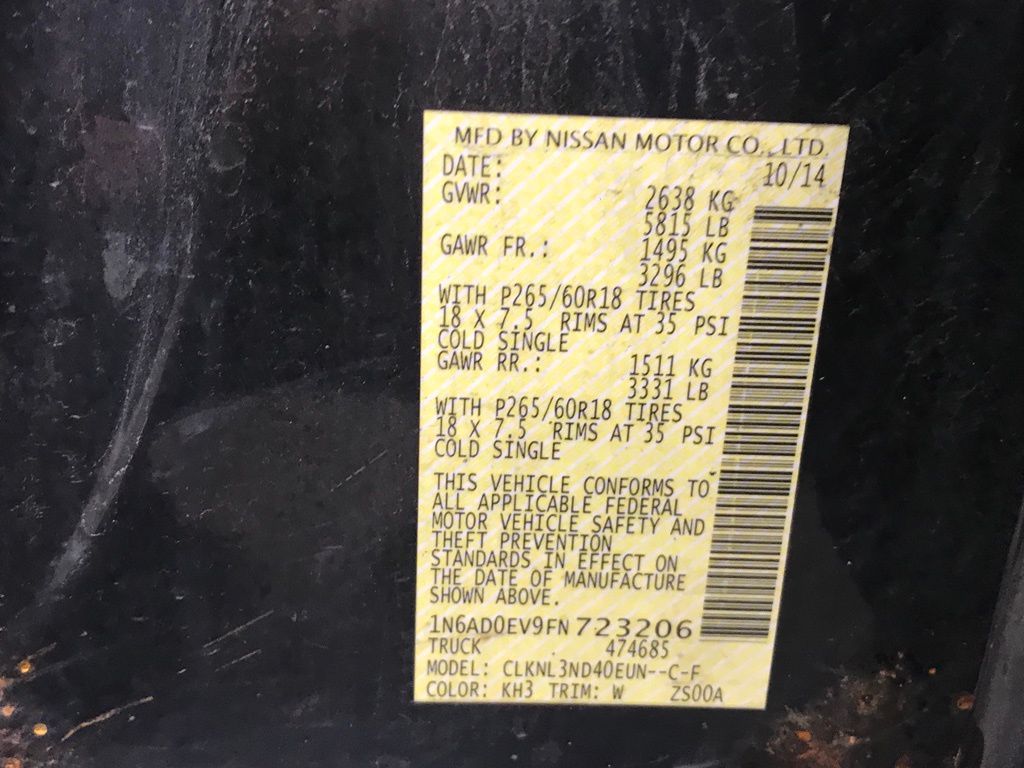 MFD BY NISSAN MOTOR CO., LTD.
DATE: 10/14
GVWR: 2638 KG
5815 LB
GAWR FR.: 1495 KG
3296 LB
WITH P265/60R18 TIRES
18 X 7.5 RIMS AT 35 PSI
COLD SINGLE
GAWR RR.: 1511 KG
3331 LB
WITH P265/60R18 TIRES
18 X 7.5 RIMS AT 35 PSI
COLD SINGLE
THIS VEHICLE CONFORMS TO
ALL APPLICABLE FEDERAL
MOTOR VEHICLE SAFETY AND
THEFT PREVENTION
STANDARDS IN EFFECT ON
THE DATE OF MANUFACTURE
SHOWN ABOVE.
1N6AD0EV9FN723206
TRUCK 474685
MODEL: CLKNL3ND40EUN--C-F
COLOR: KH3 TRIM: W ZS00A